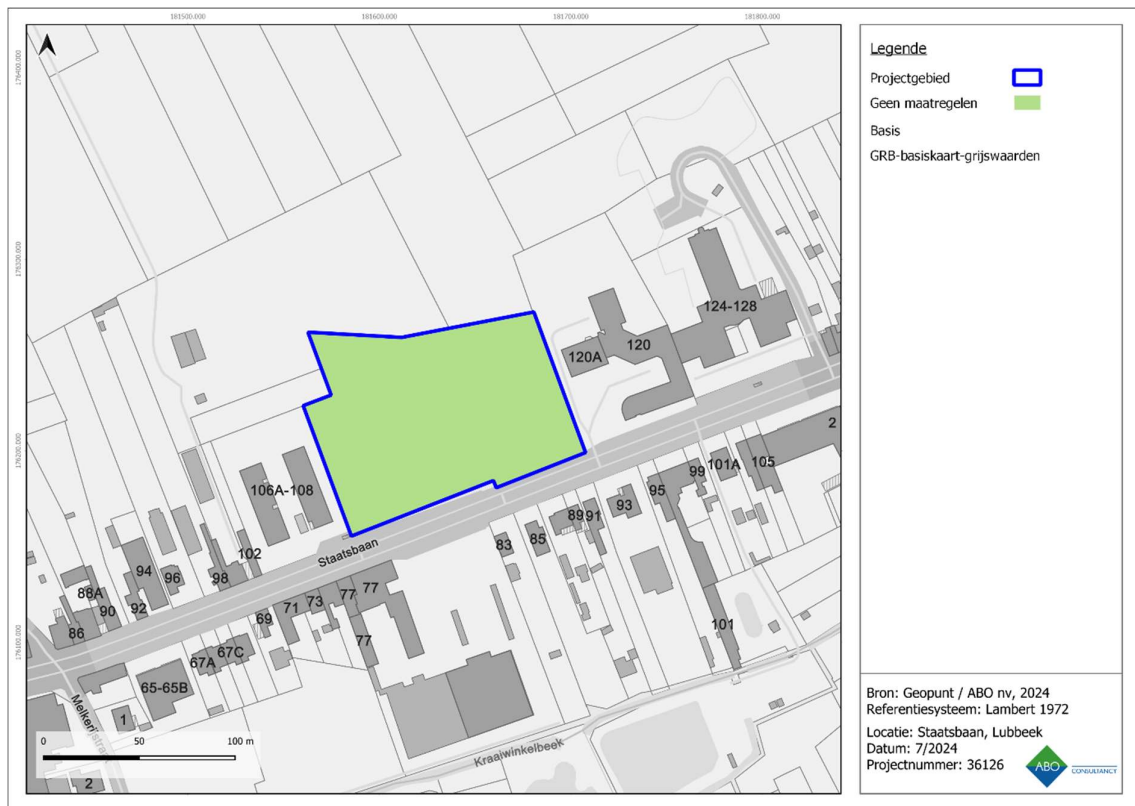 181500.000 181600.000 181700.000 181800.000
176400.000
176300.000
176200.000
176100.000
124-128
120
120A
2
106A-108
101A
105
99
95
93
89
91
85
83
102
Staatsbaan
94
96
98
88A
90
92
86
77
77
77
73
71
69
67C
67A
65-65B
101
1
Melkerijstraat
Kraaiwinkelbeek
2
0 50 100 m
Legende
Projectgebied
Geen maatregelen
Basis
GRB-basiskaart-grijswaarden
Bron: Geopunt / ABO nv, 2024
Referentiesysteem: Lambert 1972
Locatie: Staatsbaan, Lubbeek
Datum: 7/2024
Projectnummer: 36126
ABO CONSULTANCY